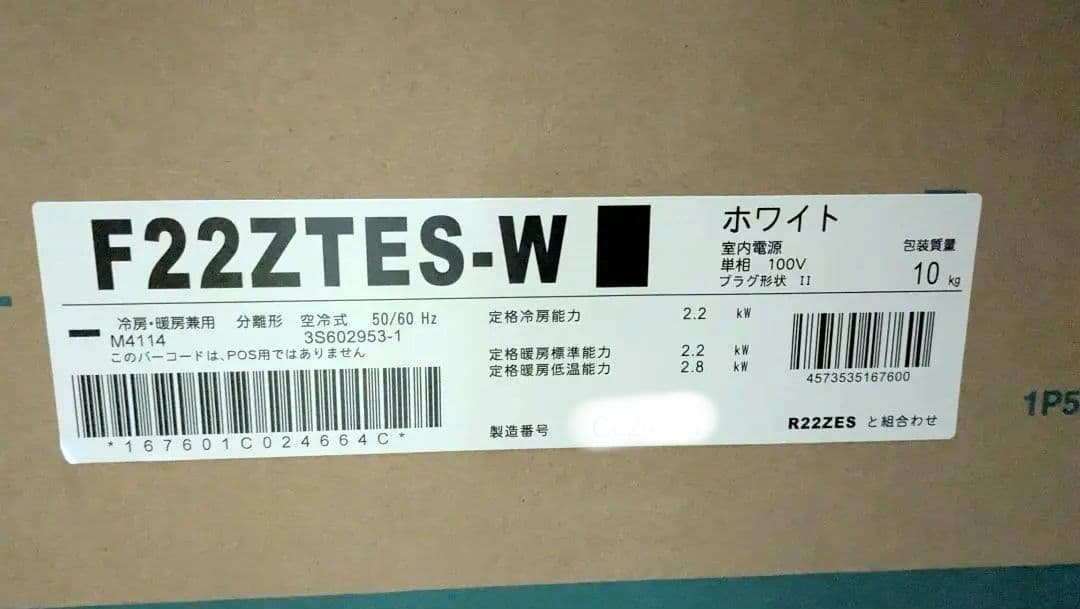 F22ZTES-W
ホワイト
室内電源
単相 100V
プラグ形状 II
包装質量
10 kg
冷房・暖房兼用 分離形 空冷式 50/60 Hz
M4114 3S602953-1
このバーコードは、POS用ではありません
*167601C024664C*
定格冷房能力 2.2 kW
定格暖房標準能力 2.2 kW
定格暖房低温能力 2.8 kW
製造番号
4573535167600
R22ZES と組合わせ
1P5